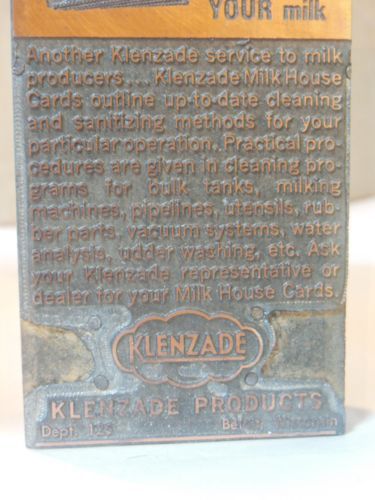 YOUR milk
Another Klenzade service to milk
producers.... Klenzade Milk House
Cards outline up-to-date cleaning
and sanitizing methods for your
particular operation. Practical pro-
cedures are given in cleaning pro-
grams for bulk tanks, milking
machines, pipelines, utensils, rub-
ber parts, vacuum systems, water
analysis, udder washing, etc. Ask
your Klenzade representative or
dealer for your Milk House Cards.
KLENZADE
KLENZADE PRODUCTS
Dept. 12S Beloit, Wisconsin